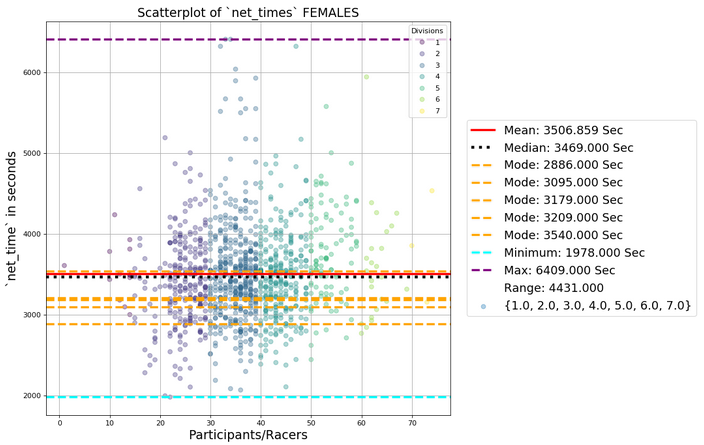 Scatterplot of `net_times` FEMALES
`net_time` in seconds
6000
5000
4000
3000
2000
0
10
20
30
40
50
60
70
Participants/Racers
Divisions
1
2
3
4
5
6
7
Mean: 3506.859 Sec
Median: 3469.000 Sec
Mode: 2886.000 Sec
Mode: 3095.000 Sec
Mode: 3179.000 Sec
Mode: 3209.000 Sec
Mode: 3540.000 Sec
Minimum: 1978.000 Sec
Max: 6409.000 Sec
Range: 4431.000
{1.0, 2.0, 3.0, 4.0, 5.0, 6.0, 7.0}